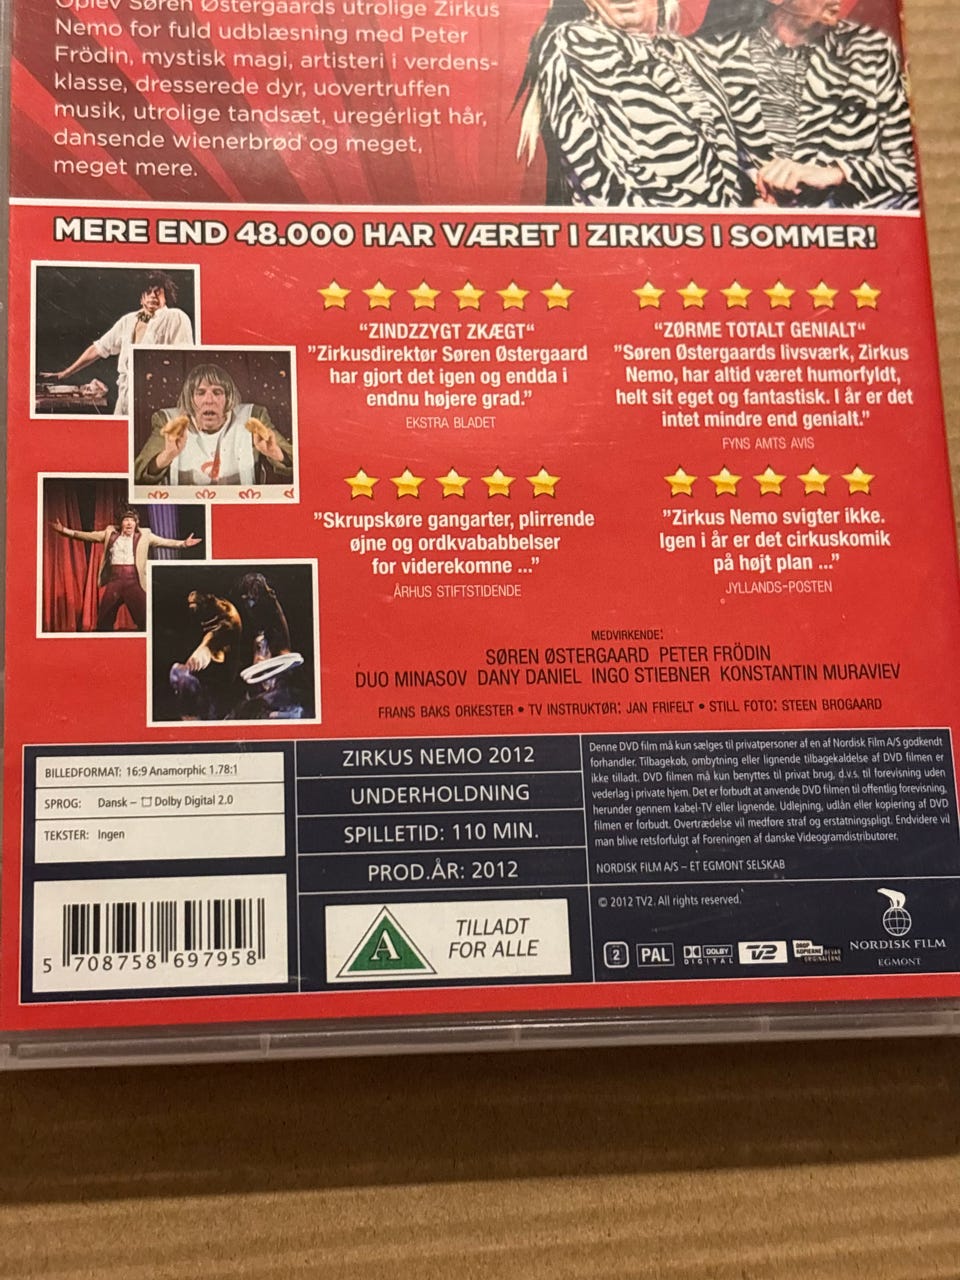 Oplev Søren Østergaards utrolige Zirkus
Nemo for fuld udblæsning med Peter
Frödin, mystisk magi, artisteri i verdens-
klasse, dresserede dyr, uovertruffen
musik, utrolige tandsæt, uregérligt hår,
dansende wienerbrød og meget,
meget mere.
MERE END 48.000 HAR VÆRET I ZIRKUS I SOMMER!
“ZINDZZYGT ZKÆGT“
”Zirkusdirektør Søren Østergaard
har gjort det igen og endda i
endnu højere grad.”
EKSTRA BLADET
“ZØRME TOTALT GENIALT“
”Søren Østergaards livsværk, Zirkus
Nemo, har altid været humorfyldt,
helt sit eget og fantastisk. I år er det
intet mindre end genialt.”
FYNS AMTS AVIS
”Skrupskøre gangarter, plirrende
øjne og ordkvababbelser
for viderekomne ...”
ÅRHUS STIFTSTIDENDE
”Zirkus Nemo svigter ikke.
Igen i år er det cirkuskomik
på højt plan ...”
JYLLANDS-POSTEN
MEDVIRKENDE:
SØREN ØSTERGAARD PETER FRÖDIN
DUO MINASOV DANY DANIEL INGO STIEBNER KONSTANTIN MURAVIEV
FRANS BAKS ORKESTER • TV INSTRUKTØR: JAN FRIFELT • STILL FOTO: STEEN BROGAARD
BILLEDFORMAT: 16:9 Anamorphic 1.78:1
SPROG: Dansk – Dolby Digital 2.0
TEKSTER: Ingen
5 708758 697958
ZIRKUS NEMO 2012
UNDERHOLDNING
SPILLETID: 110 MIN.
PROD.ÅR: 2012
A
TILLADT
FOR ALLE
Denne DVD film må kun sælges til privatpersoner af en af Nordisk Film A/S godkendt
forhandler. Tilbagekøb, ombytning eller lignende tilbagekaldelse af DVD filmen er
ikke tilladt. DVD filmen må kun benyttes til privat brug, d.v.s. til forevisning uden
vederlag i private hjem. Det er forbudt at anvende DVD filmen til offentlig forevisning,
herunder gennem kabel-TV eller lignende. Udlejning, udlån eller kopiering af DVD
filmen er forbudt. Overtrædelse vil medføre straf og erstatningspligt. Endvidere vil
man blive retsforfulgt af Foreningen af danske Videogramdistributører.
NORDISK FILM A/S – ET EGMONT SELSKAB
© 2012 TV2. All rights reserved.
2 PAL DOLBY DIGITAL TV2 DROP KOPIERNE BEVAR ORIGINALERNE
NORDISK FILM
EGMONT